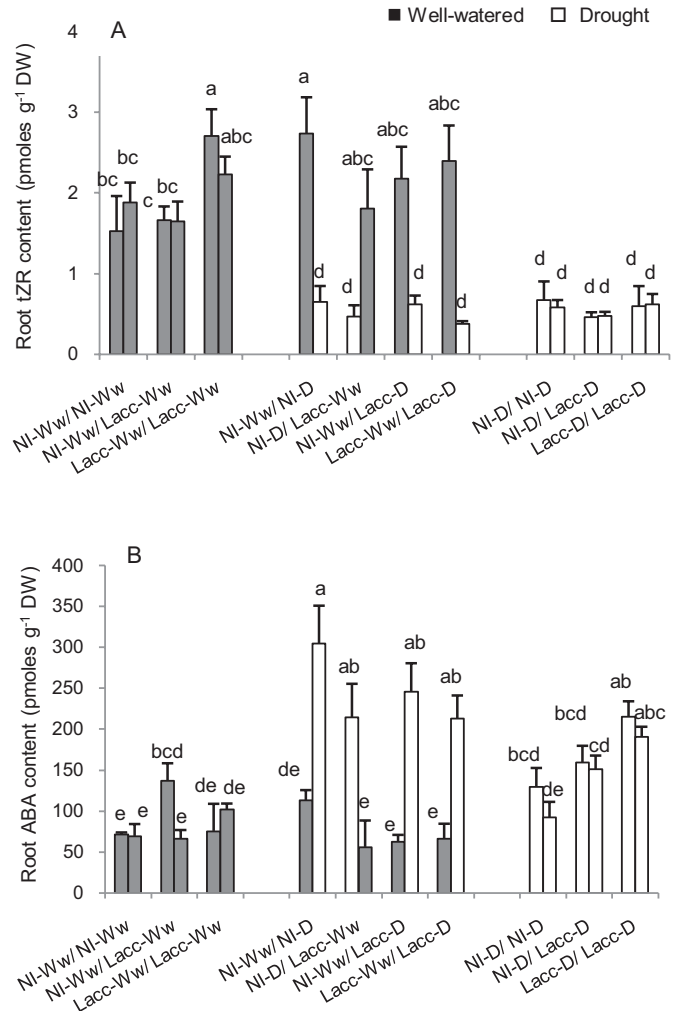 ■ Well-watered □ Drought
A
Root tZR content (pmoles g⁻¹ DW)
4
3
2
1
0
bc bc c bc a abc a d d abc abc d abc d d d d d d d
NI-Ww/ NI-Ww
NI-Ww/ Lacc-Ww
Lacc-Ww/ Lacc-Ww
NI-Ww/ NI-D
NI-D/ Lacc-Ww
NI-Ww/ Lacc-D
Lacc-Ww/ Lacc-D
NI-D/ NI-D
NI-D/ Lacc-D
Lacc-D/ Lacc-D
B
Root ABA content (pmoles g⁻¹ DW)
400
350
300
250
200
150
100
50
0
e e bcd e de de de a ab e e ab e ab bcd de bcd cd ab abc
NI-Ww/ NI-Ww
NI-Ww/ Lacc-Ww
Lacc-Ww/ Lacc-Ww
NI-Ww/ NI-D
NI-D/ Lacc-Ww
NI-Ww/ Lacc-D
Lacc-Ww/ Lacc-D
NI-D/ NI-D
NI-D/ Lacc-D
Lacc-D/ Lacc-D